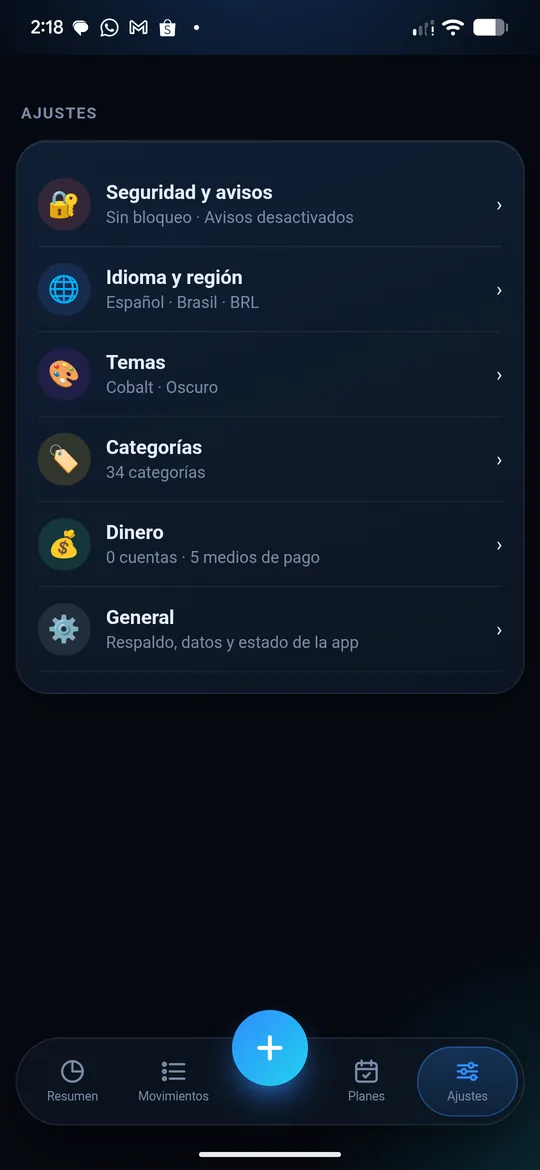 2:18
AJUSTES
Seguridad y avisos
Sin bloqueo · Avisos desactivados
Idioma y región
Español · Brasil · BRL
Temas
Cobalt · Oscuro
Categorías
34 categorías
Dinero
0 cuentas · 5 medios de pago
General
Respaldo, datos y estado de la app
Resumen
Movimientos
Planes
Ajustes